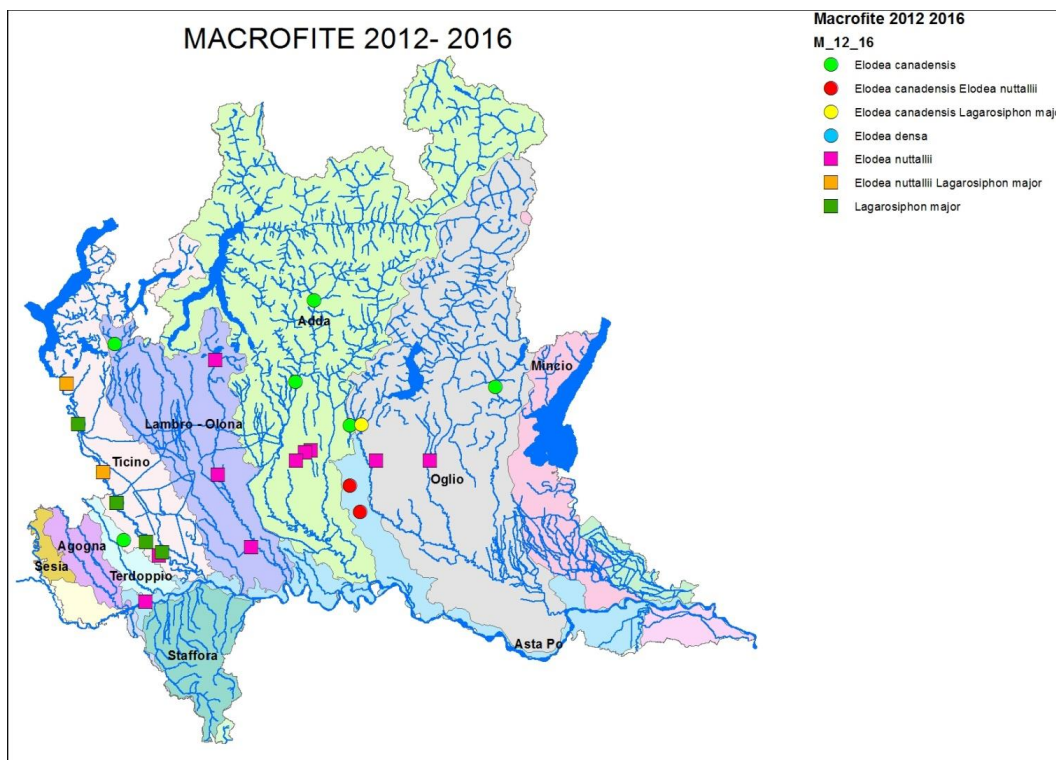 MACROFITE 2012- 2016
Macrofite 2012 2016
M_12_16
Elodea canadensis
Elodea canadensis Elodea nuttallii
Elodea canadensis Lagarosiphon majo
Elodea densa
Elodea nuttallii
Elodea nuttallii Lagarosiphon major
Lagarosiphon major
Adda
Mincio
Lambro - Olona
Ticino
Oglio
Agogna
Sesia
Terdoppio
Asta Po
Staffora